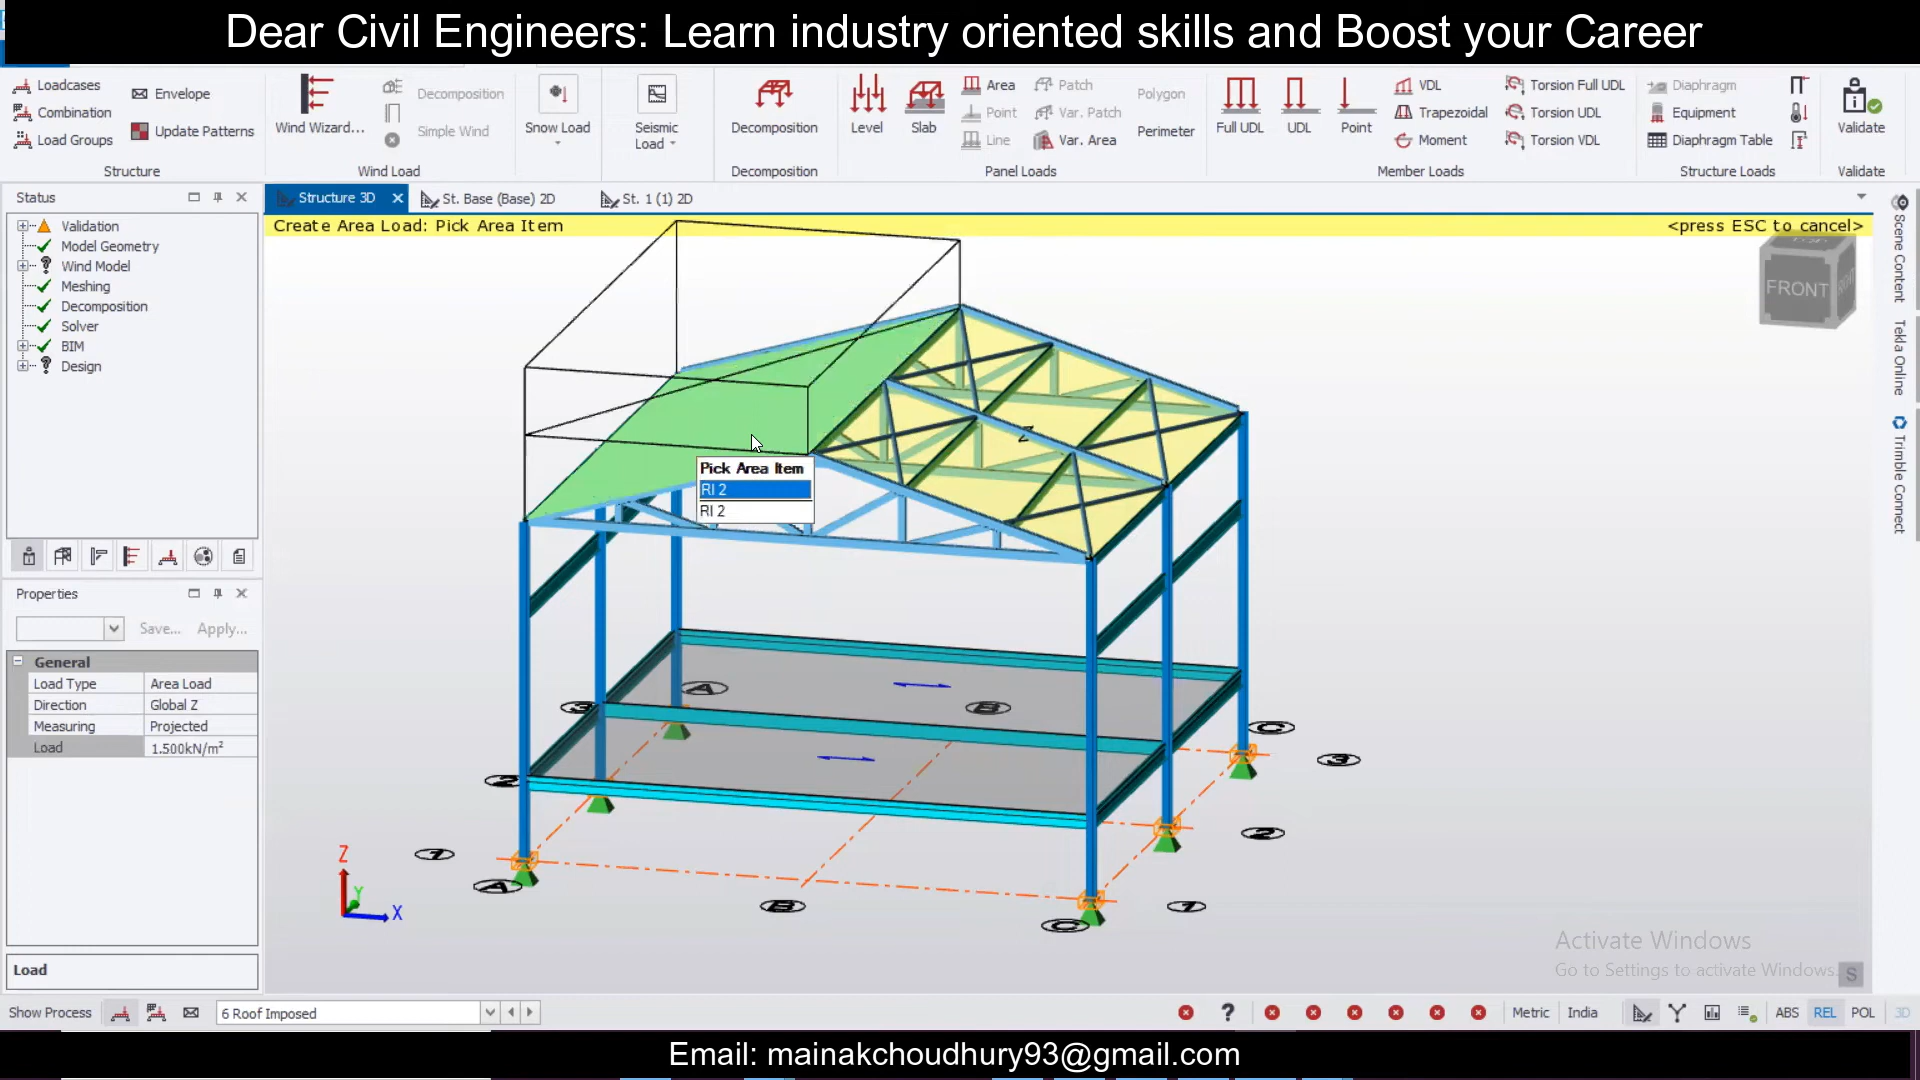 Dear Civil Engineers: Learn industry oriented skills and Boost your Career
Loadcases
Combination
Load Groups
Envelope
Update Patterns
Structure
Wind Wizard...
Decomposition
Simple Wind
Wind Load
Snow Load
Seismic
Load
Decomposition
Decomposition
Level
Slab
Area
Point
Line
Patch
Var. Patch
Var. Area
Polygon
Perimeter
Panel Loads
Full UDL
UDL
Point
VDL
Trapezoidal
Moment
Torsion Full UDL
Torsion UDL
Torsion VDL
Member Loads
Diaphragm
Equipment
Diaphragm Table
Structure Loads
Validate
Validate
Status
Validation
Model Geometry
Wind Model
Meshing
Decomposition
Solver
BIM
Design
Properties
Save...
Apply...
General
Load Type Area Load
Direction Global Z
Measuring Projected
Load 1.500kN/m²
Load
Structure 3D
St. Base (Base) 2D
St. 1 (1) 2D
Create Area Load: Pick Area Item
<press ESC to cancel>
TOP
FRONT
Pick Area Item
RI 2
RI 2
Z
A
B
C
3
3
2
2
1
A
B
C
1
Z
Y
X
Scene Content
Tekla Online
Trimble Connect
Activate Windows
Go to Settings to activate Windows.
S
Show Process
6 Roof Imposed
Metric
India
ABS
REL
POL
3D
Email: mainakchoudhury93@gmail.com